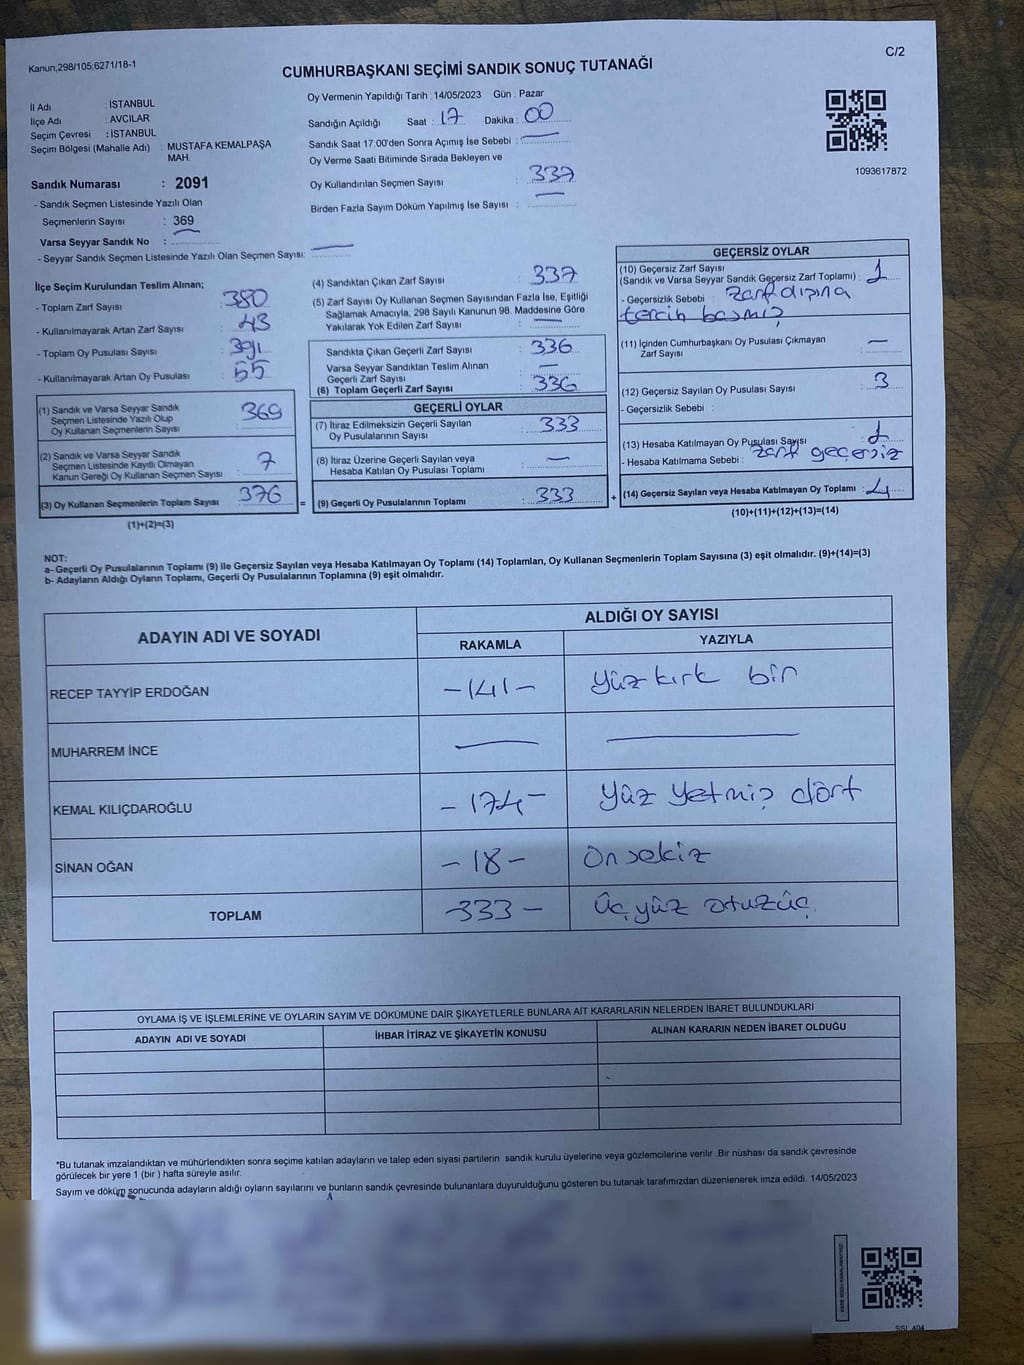 Kanun;298/105;6271/18-1
C/2
CUMHURBAŞKANI SEÇİMİ SANDIK SONUÇ TUTANAĞI
İl Adı : İSTANBUL
İlçe Adı : AVCILAR
Seçim Çevresi : İSTANBUL
Seçim Bölgesi (Mahalle Adı) : MUSTAFA KEMALPAŞA
MAH.
Sandık Numarası : 2091
- Sandık Seçmen Listesinde Yazılı Olan
Seçmenlerin Sayısı : 369
Varsa Seyyar Sandık No :
- Seyyar Sandık Seçmen Listesinde Yazılı Olan Seçmen Sayısı:
Oy Vermenin Yapıldığı Tarih :14/05/2023 Gün : Pazar
Sandığın Açıldığı Saat : 17 Dakika : 00
Sandık Saat 17.00'den Sonra Açımış İse Sebebi :
Oy Verme Saati Bitiminde Sırada Bekleyen ve
Oy Kullandırılan Seçmen Sayısı : 337
Birden Fazla Sayım Döküm Yapılmış İse Sayısı :
1093617872
İlçe Seçim Kurulundan Teslim Alınan;
- Toplam Zarf Sayısı : 380
- Kullanılmayarak Artan Zarf Sayısı : 43
- Toplam Oy Pusulası Sayısı : 391
- Kullanılmayarak Artan Oy Pusulası : 55
(1) Sandık ve Varsa Seyyar Sandık
Seçmen Listesinde Yazılı Olup
Oy Kullanan Seçmenlerin Sayısı : 369
(2) Sandık ve Varsa Seyyar Sandık
Seçmen Listesinde Kayıtlı Olmayan
Kanun Gereği Oy Kullanan Seçmen Sayısı : 7
(3) Oy Kullanan Seçmenlerin Toplam Sayısı : 376
(1)+(2)=(3)
(4) Sandıktan Çıkan Zarf Sayısı : 337
(5) Zarf Sayısı Oy Kullanan Seçmen Sayısından Fazla İse, Eşitliği
Sağlamak Amacıyla, 298 Sayılı Kanunun 98. Maddesine Göre
Yakılarak Yok Edilen Zarf Sayısı :
Sandıkta Çıkan Geçerli Zarf Sayısı : 336
Varsa Seyyar Sandıktan Teslim Alınan
Geçerli Zarf Sayısı :
(6) Toplam Geçerli Zarf Sayısı : 336
GEÇERLİ OYLAR
(7) İtiraz Edilmeksizin Geçerli Sayılan
Oy Pusulalarının Sayısı : 333
(8) İtiraz Üzerine Geçerli Sayılan veya
Hesaba Katılan Oy Pusulası Toplamı :
= (9) Geçerli Oy Pusulalarının Toplamı : 333
GEÇERSİZ OYLAR
(10) Geçersiz Zarf Sayısı
(Sandık ve Varsa Seyyar Sandık Geçersiz Zarf Toplamı) : 1
- Geçersizlik Sebebi : zarf dışına
tercih basmış
(11) İçinden Cumhurbaşkanı Oy Pusulası Çıkmayan
Zarf Sayısı :
(12) Geçersiz Sayılan Oy Pusulası Sayısı : 3
- Geçersizlik Sebebi :
(13) Hesaba Katılmayan Oy Pusulası Sayısı : 1
- Hesaba Katılmama Sebebi : zarf geçersiz
+ (14) Geçersiz Sayılan veya Hesaba Katılmayan Oy Toplamı : 4
(10)+(11)+(12)+(13)=(14)
NOT:
a- Geçerli Oy Pusulalarının Toplamı (9) ile Geçersiz Sayılan veya Hesaba Katılmayan Oy Toplamı (14) Toplamları, Oy Kullanan Seçmenlerin Toplam Sayısına (3) eşit olmalıdır. (9)+(14)=(3)
b- Adayların Aldığı Oyların Toplamı, Geçerli Oy Pusulalarının Toplamına (9) eşit olmalıdır.
ADAYIN ADI VE SOYADI
ALDIĞI OY SAYISI
RAKAMLA YAZIYLA
RECEP TAYYİP ERDOĞAN -141- yüz kırk bir
MUHARREM İNCE
KEMAL KILIÇDAROĞLU -174- yüz yetmiş dört
SİNAN OĞAN -18- Onsekiz
TOPLAM -333- Üç yüz otuzüç
OYLAMA İŞ VE İŞLEMLERİNE VE OYLARIN SAYIM VE DÖKÜMÜNE DAİR ŞİKAYETLERLE BUNLARA AİT KARARLARIN NELERDEN İBARET BULUNDUKLARI
ADAYIN ADI VE SOYADI İHBAR İTİRAZ VE ŞİKAYETİN KONUSU ALINAN KARARIN NEDEN İBARET OLDUĞU
*Bu tutanak imzalandıktan ve mühürlendikten sonra seçime katılan adayların ve talep eden siyasi partilerin sandık kurulu üyelerine veya gözlemcilerine verilir .Bir nüshası da sandık çevresinde
görülecek bir yere 1 (bir ) hafta süreyle asılır.
Sayım ve döküm sonucunda adayların aldığı oyların sayılarını ve bunların sandık çevresinde bulunanlara duyurulduğunu gösteren bu tutanak tarafımızdan düzenlenerek imza edildi. 14/05/2023